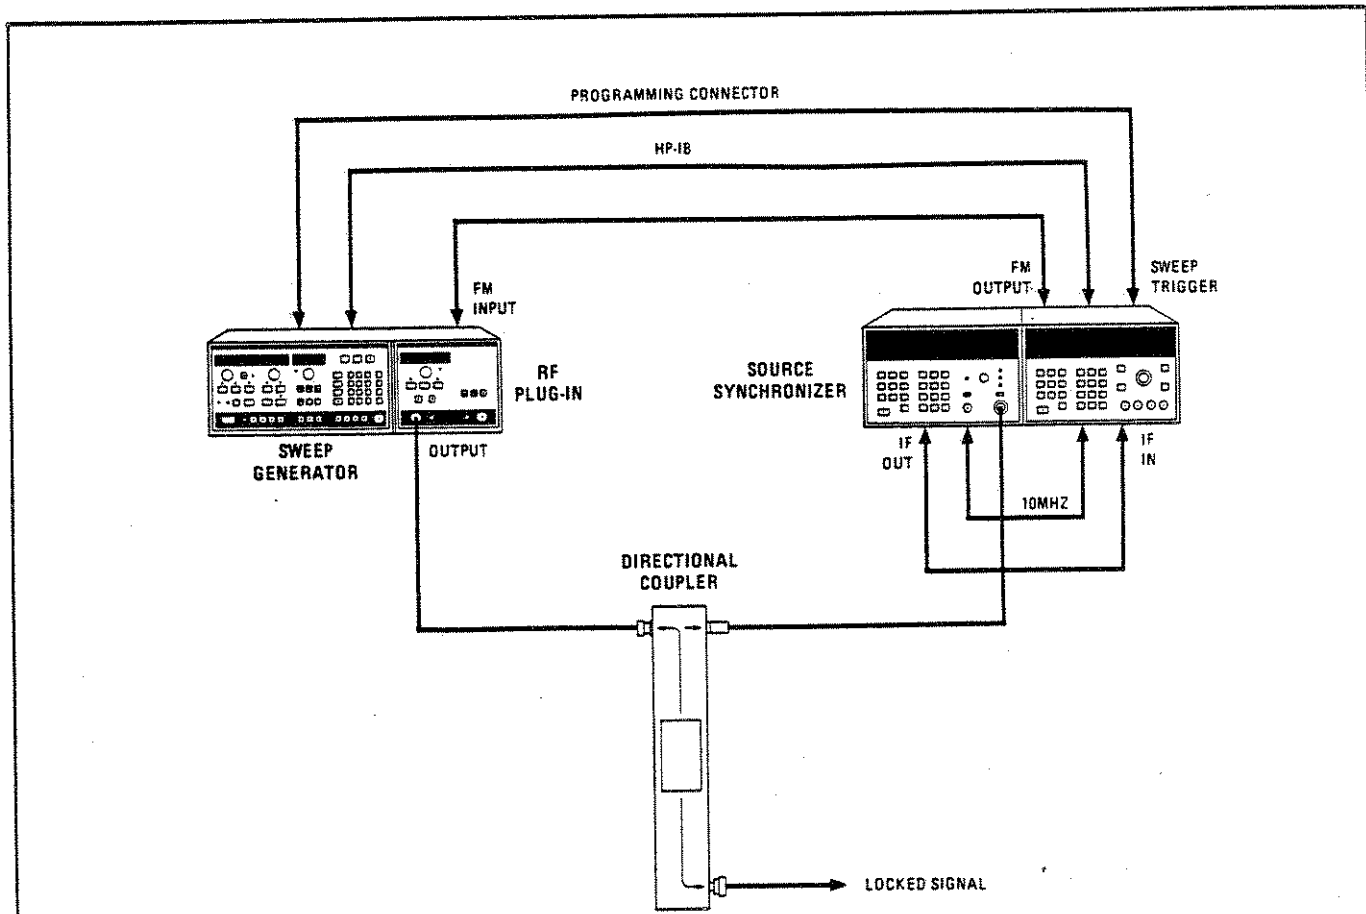 PROGRAMMING CONNECTOR
HP-IB
FM
INPUT
FM
OUTPUT
SWEEP
TRIGGER
RF
PLUG-IN
SOURCE
SYNCHRONIZER
SWEEP
GENERATOR
OUTPUT
IF
OUT
IF
IN
10MHZ
DIRECTIONAL
COUPLER
LOCKED SIGNAL